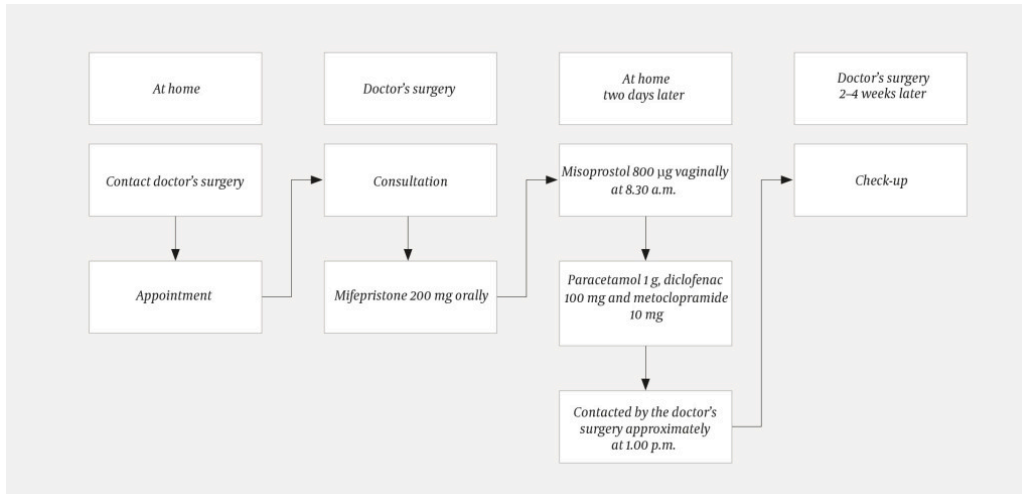 At home
Doctor's surgery
At home
two days later
Doctor's surgery
2–4 weeks later
Contact doctor's surgery
Consultation
Misoprostol 800 µg vaginally
at 8.30 a.m.
Check-up
Appointment
Mifepristone 200 mg orally
Paracetamol 1 g, diclofenac
100 mg and metoclopramide
10 mg
Contacted by the doctor's
surgery approximately
at 1.00 p.m.